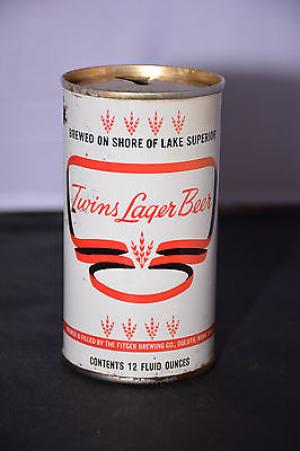 BREWED ON SHORE OF LAKE SUPERIOR
Twins Lager Beer
& FILLED BY THE FITGER BREWING CO., DULUTH, MINN.
CONTENTS 12 FLUID OUNCES